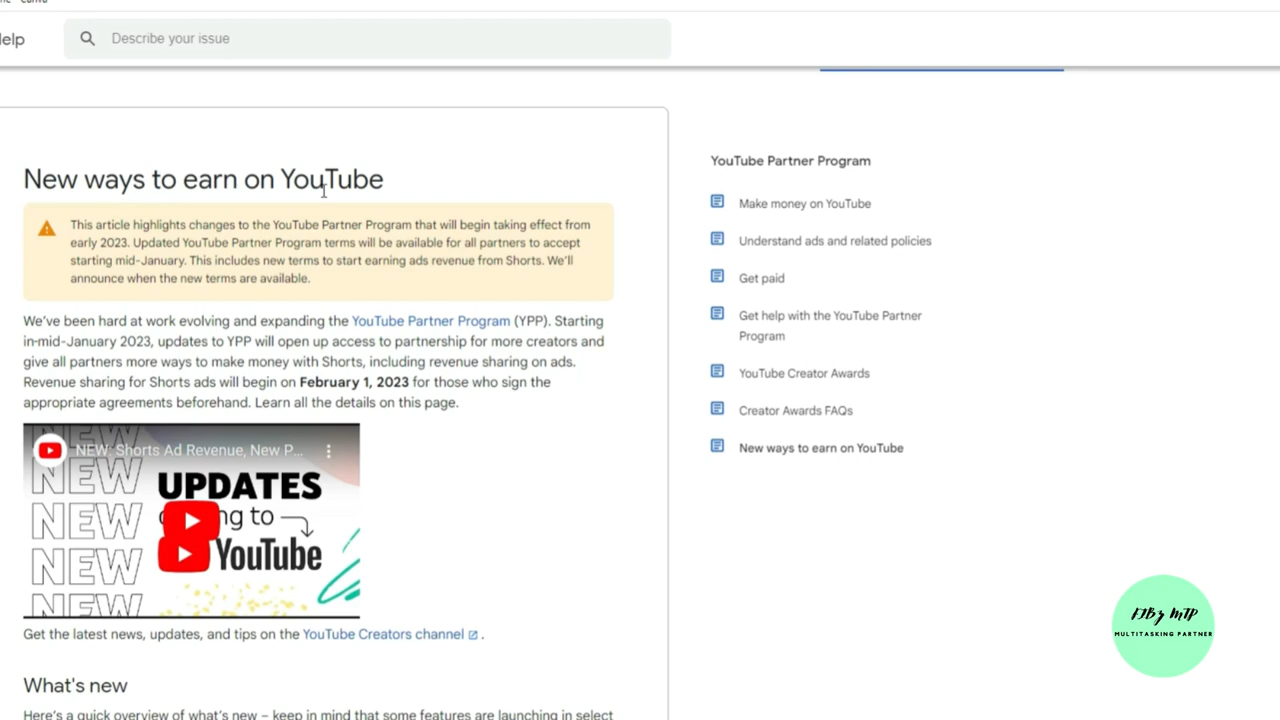 elp
Describe your issue
New ways to earn on YouTube
This article highlights changes to the YouTube Partner Program that will begin taking effect from
early 2023. Updated YouTube Partner Program terms will be available for all partners to accept
starting mid-January. This includes new terms to start earning ads revenue from Shorts. We'll
announce when the new terms are available.
We've been hard at work evolving and expanding the YouTube Partner Program (YPP). Starting
in-mid-January 2023, updates to YPP will open up access to partnership for more creators and
give all partners more ways to make money with Shorts, including revenue sharing on ads.
Revenue sharing for Shorts ads will begin on February 1, 2023 for those who sign the
appropriate agreements beforehand. Learn all the details on this page.
NEW: Shorts Ad Revenue, New P...
NEW
NEW
NEW
NEW
NEW
UPDATES
ng to
YouTube
Get the latest news, updates, and tips on the YouTube Creators channel .
What's new
Here's a quick overview of what's new – keep in mind that some features are launching in select
YouTube Partner Program
Make money on YouTube
Understand ads and related policies
Get paid
Get help with the YouTube Partner
Program
YouTube Creator Awards
Creator Awards FAQs
New ways to earn on YouTube
MULTITASKING PARTNER